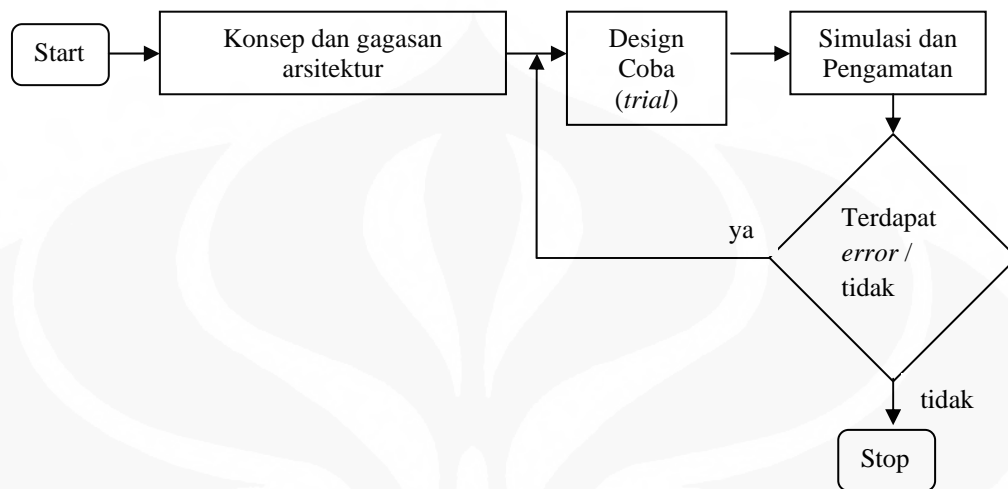 Start
Konsep dan gagasan
arsitektur
Design
Coba
(trial)
Simulasi dan
Pengamatan
Terdapat
error /
tidak
ya
tidak
Stop